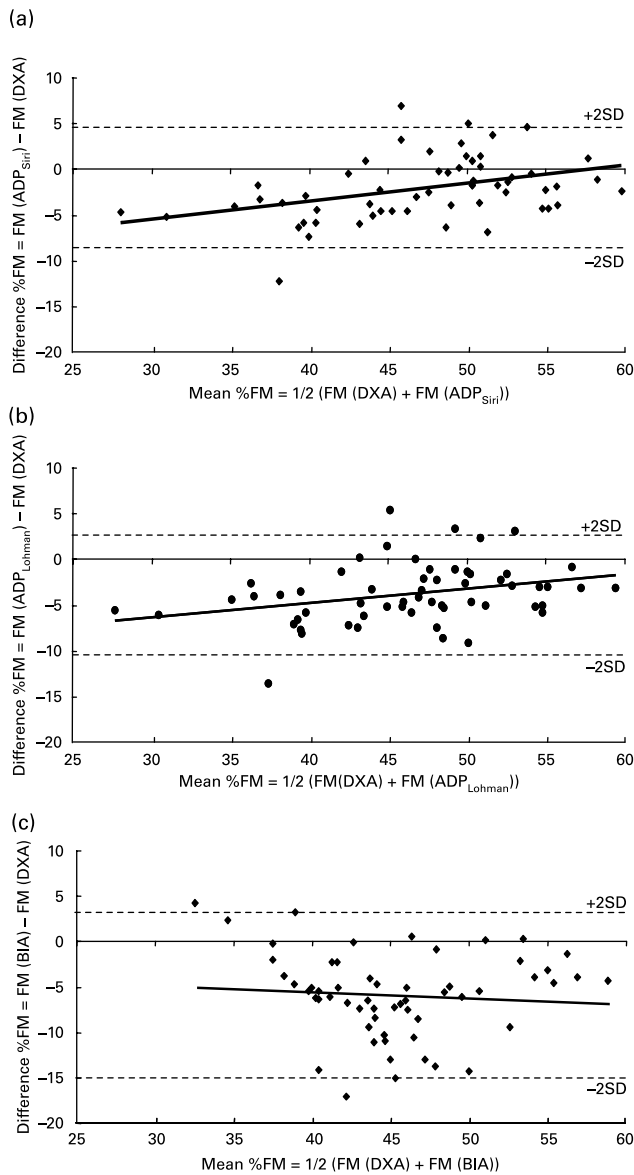 (a)
Difference %FM = FM (ADP_Siri) – FM (DXA)
10
5
0
−5
−10
−15
−20
+2SD
−2SD
25 30 35 40 45 50 55 60
Mean %FM = 1/2 (FM (DXA) + FM (ADP_Siri))
(b)
Difference %FM = FM (ADP_Lohman) – FM (DXA)
10
5
0
−5
−10
−15
−20
+2SD
−2SD
25 30 35 40 45 50 55 60
Mean %FM = 1/2 (FM(DXA) + FM (ADP_Lohman))
(c)
Difference %FM = FM (BIA) – FM (DXA)
10
5
0
−5
−10
−15
−20
+2SD
−2SD
25 30 35 40 45 50 55 60
Mean %FM = 1/2 (FM (DXA) + FM (BIA))